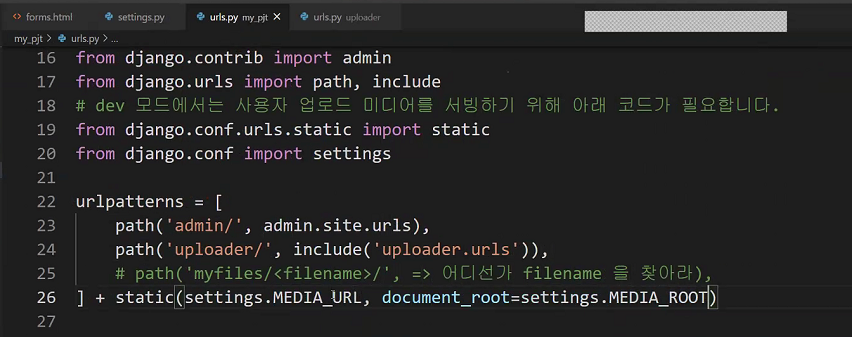 forms.html settings.py urls.py my_pjt urls.py uploader
my_pjt > urls.py > ...
16 from django.contrib import admin
17 from django.urls import path, include
18 # dev 모드에서는 사용자 업로드 미디어를 서빙하기 위해 아래 코드가 필요합니다.
19 from django.conf.urls.static import static
20 from django.conf import settings
21
22 urlpatterns = [
23 path('admin/', admin.site.urls),
24 path('uploader/', include('uploader.urls')),
25 # path('myfiles/<filename>/', => 어디선가 filename 을 찾아라),
26 ] + static(settings.MEDIA_URL, document_root=settings.MEDIA_ROOT)
27